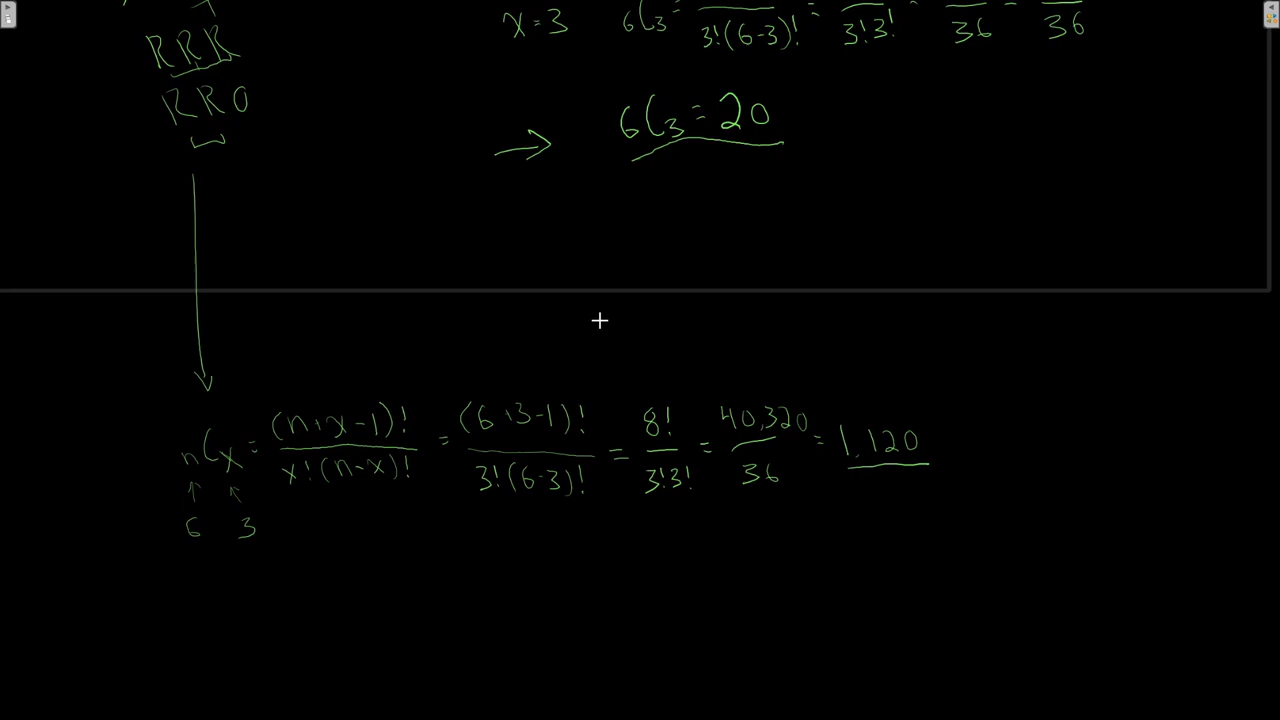 RRR
x = 3 6C3 = / 3!(6-3)! = / 3!3! = / 36 = / 36
RRO
→ 6C3 = 20
nCx = (n+x-1)! / x!(n-x)! = (6+3-1)! / 3!(6-3)! = 8! / 3!3! = 40,320 / 36 = 1,120
↑ ↑
6 3